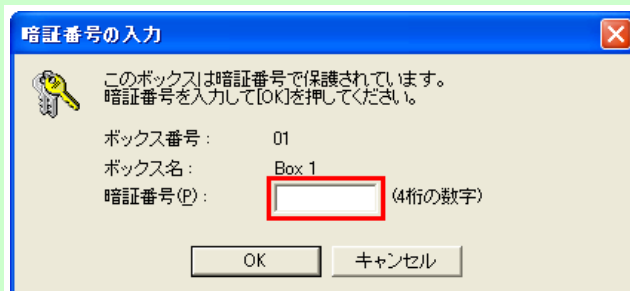 暗証番号の入力
このボックスは暗証番号で保護されています。
暗証番号を入力して[OK]を押してください。
ボックス番号： 01
ボックス名： Box 1
暗証番号(P)： (4桁の数字)
OK キャンセル